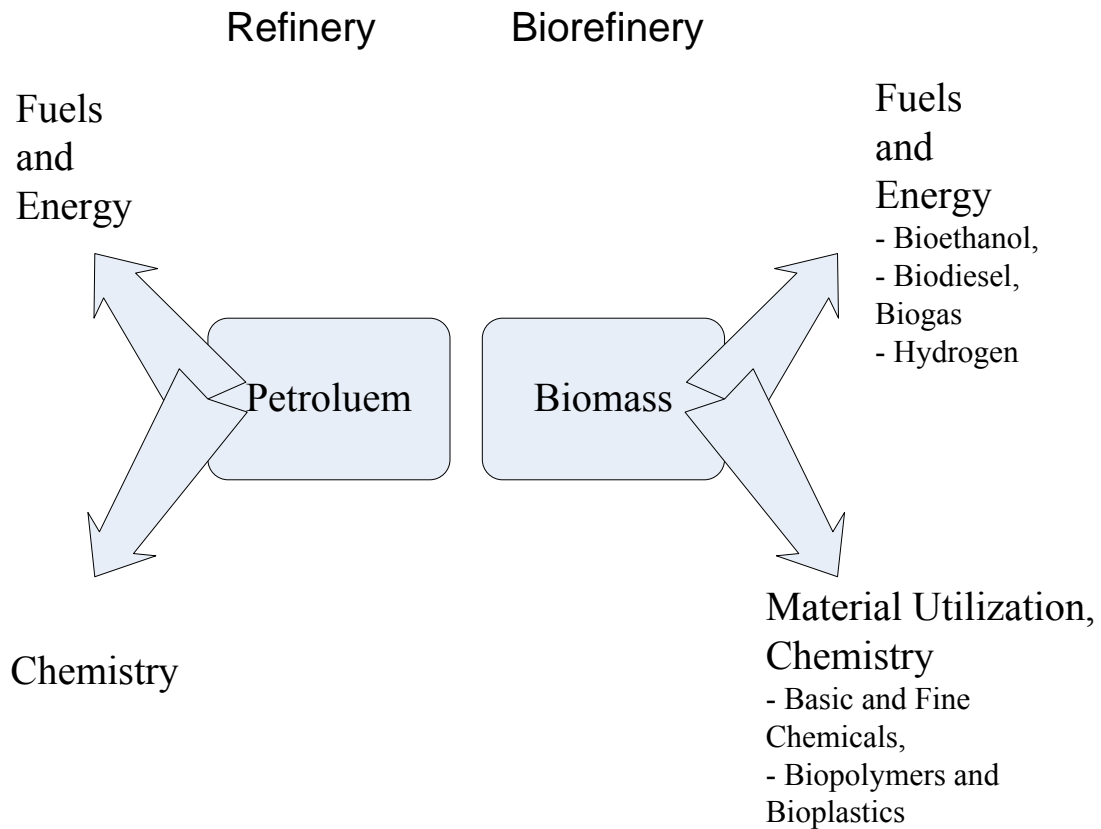 Refinery
Biorefinery
Fuels
and
Energy
Petroluem
Chemistry
Biomass
Fuels
and
Energy
- Bioethanol,
- Biodiesel,
Biogas
- Hydrogen
Material Utilization,
Chemistry
- Basic and Fine
Chemicals,
- Biopolymers and
Bioplastics